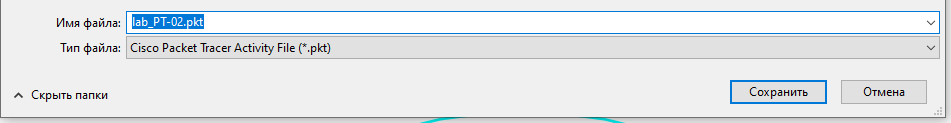 Имя файла: lab_PT-02.pkt
Тип файла: Cisco Packet Tracer Activity File (*.pkt)
Скрыть папки Сохранить Отмена